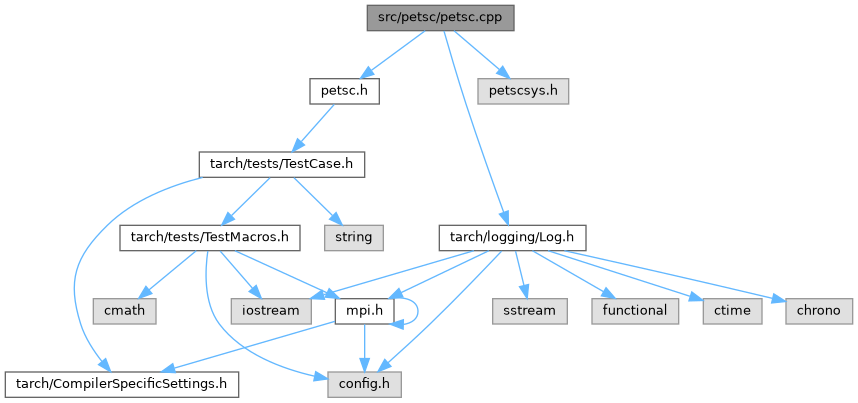 src/petsc/petsc.cpp
petsc.h
petscsys.h
tarch/tests/TestCase.h
tarch/tests/TestMacros.h
string
tarch/logging/Log.h
cmath
iostream
mpi.h
sstream
functional
ctime
chrono
tarch/CompilerSpecificSettings.h
config.h